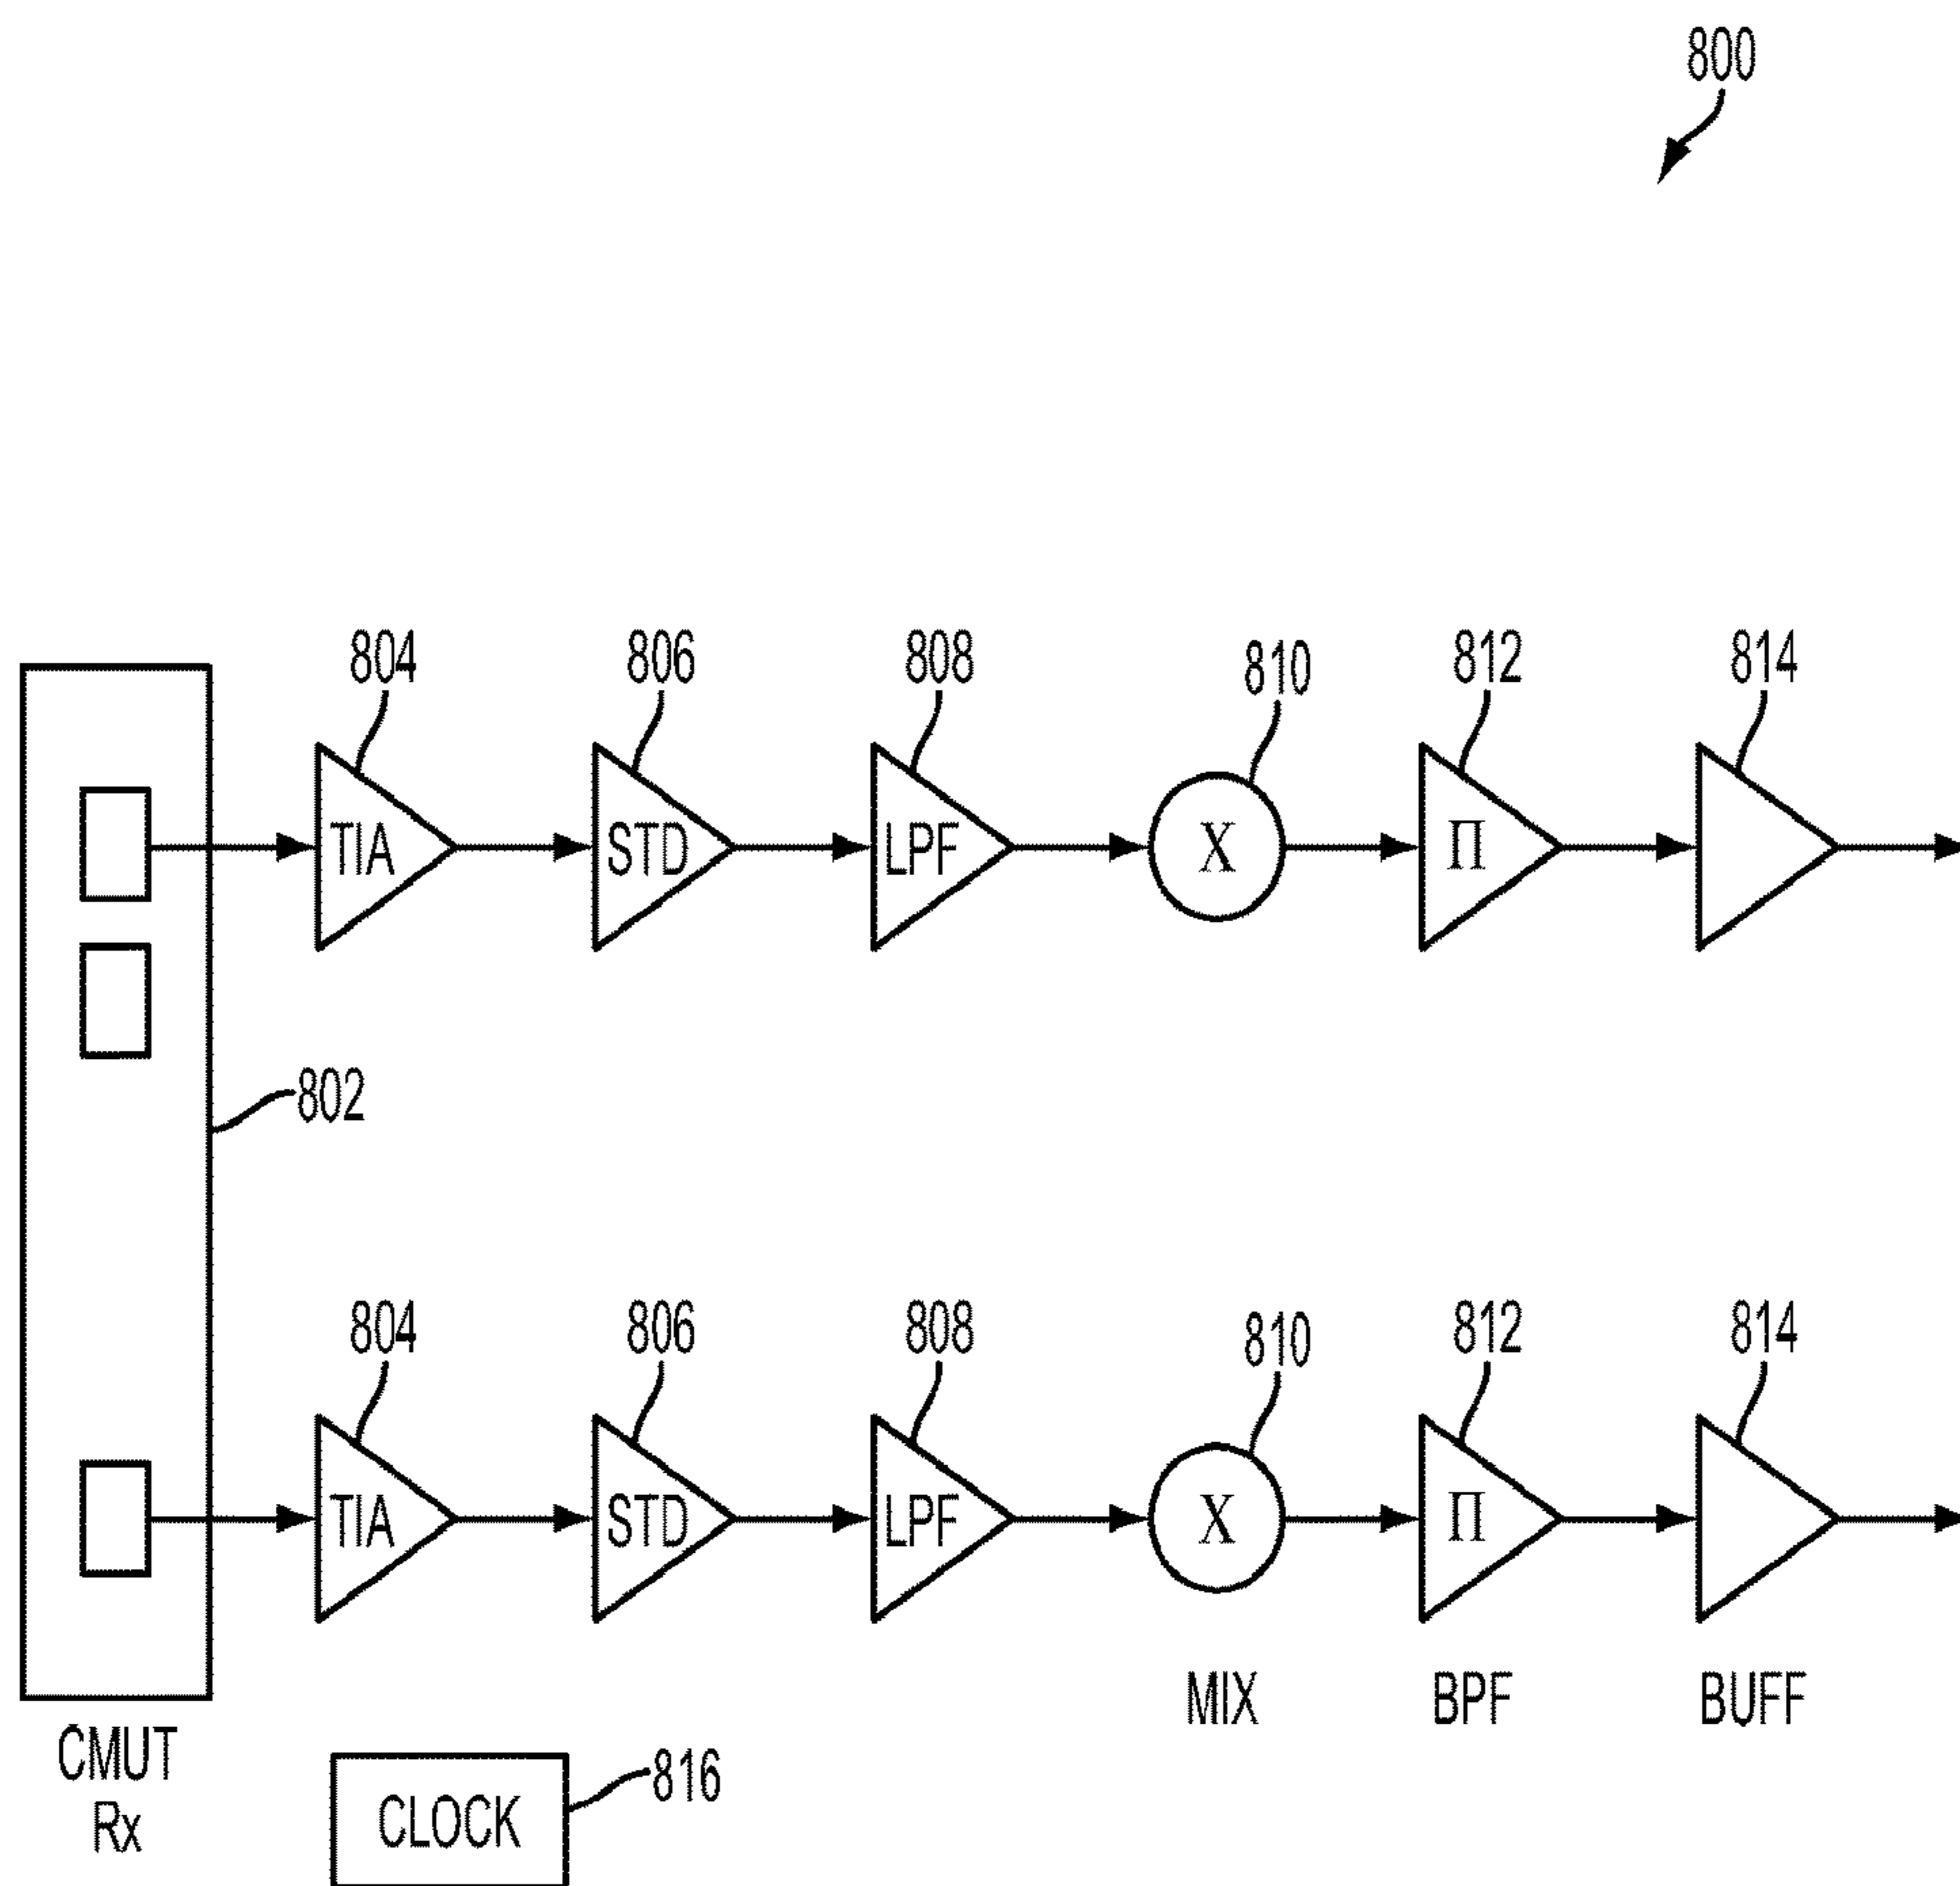 800
804 806 808 810 812 814
TIA STD LPF X Π
802
804 806 808 810 812 814
TIA STD LPF X Π
MIX BPF BUFF
CMUT
Rx
CLOCK 816